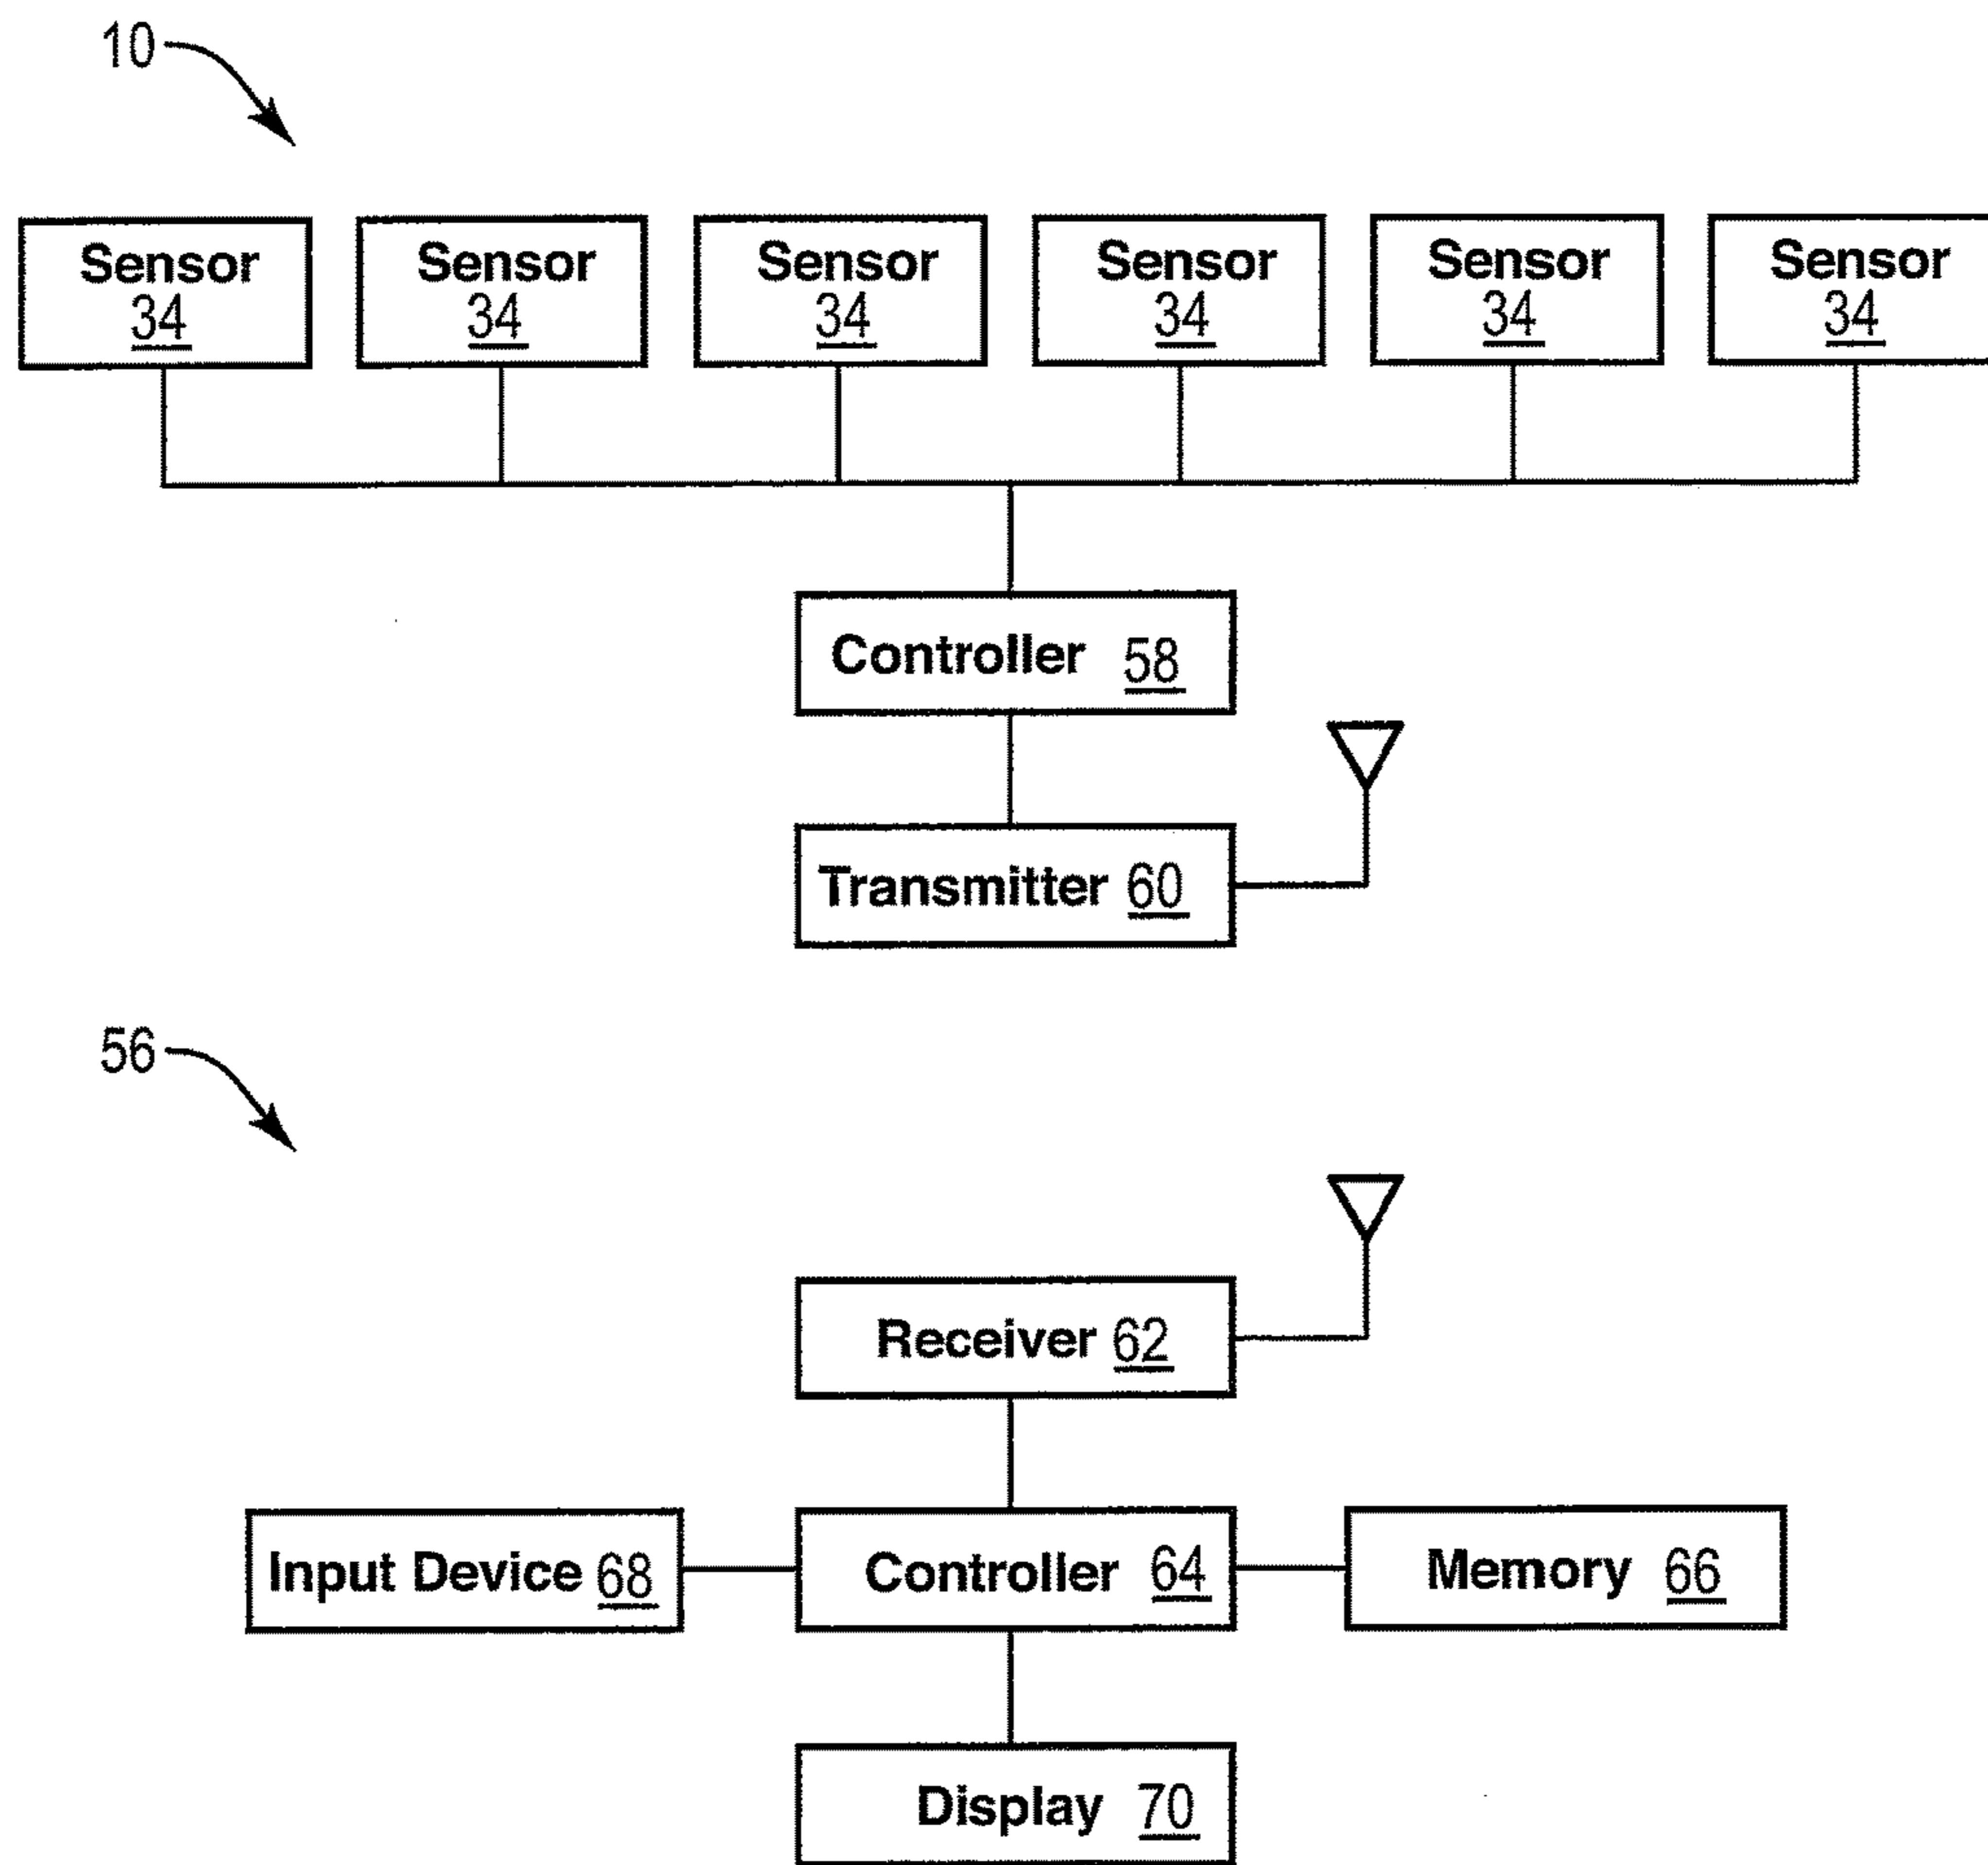 10
Sensor Sensor Sensor Sensor Sensor Sensor
34 34 34 34 34 34
Controller 58
Transmitter 60
56
Receiver 62
Input Device 68 Controller 64 Memory 66
Display 70